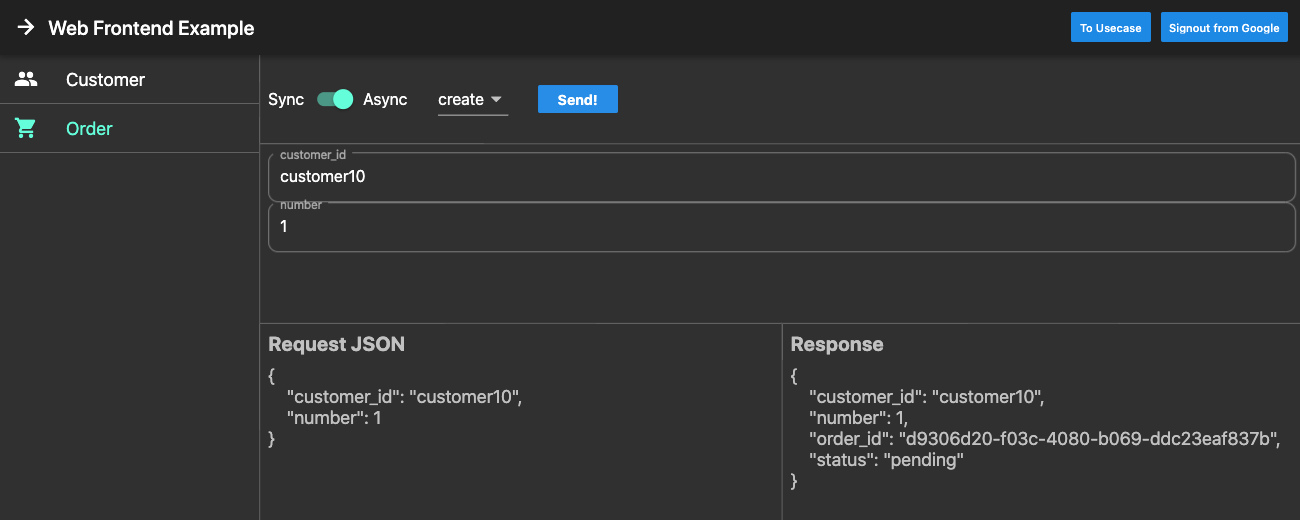 Web Frontend Example
To Usecase
Signout from Google
Customer
Order
Sync
Async
create
Send!
customer_id
customer10
number
1
Request JSON
{
"customer_id": "customer10",
"number": 1
}
Response
{
"customer_id": "customer10",
"number": 1,
"order_id": "d9306d20-f03c-4080-b069-ddc23eaf837b",
"status": "pending"
}